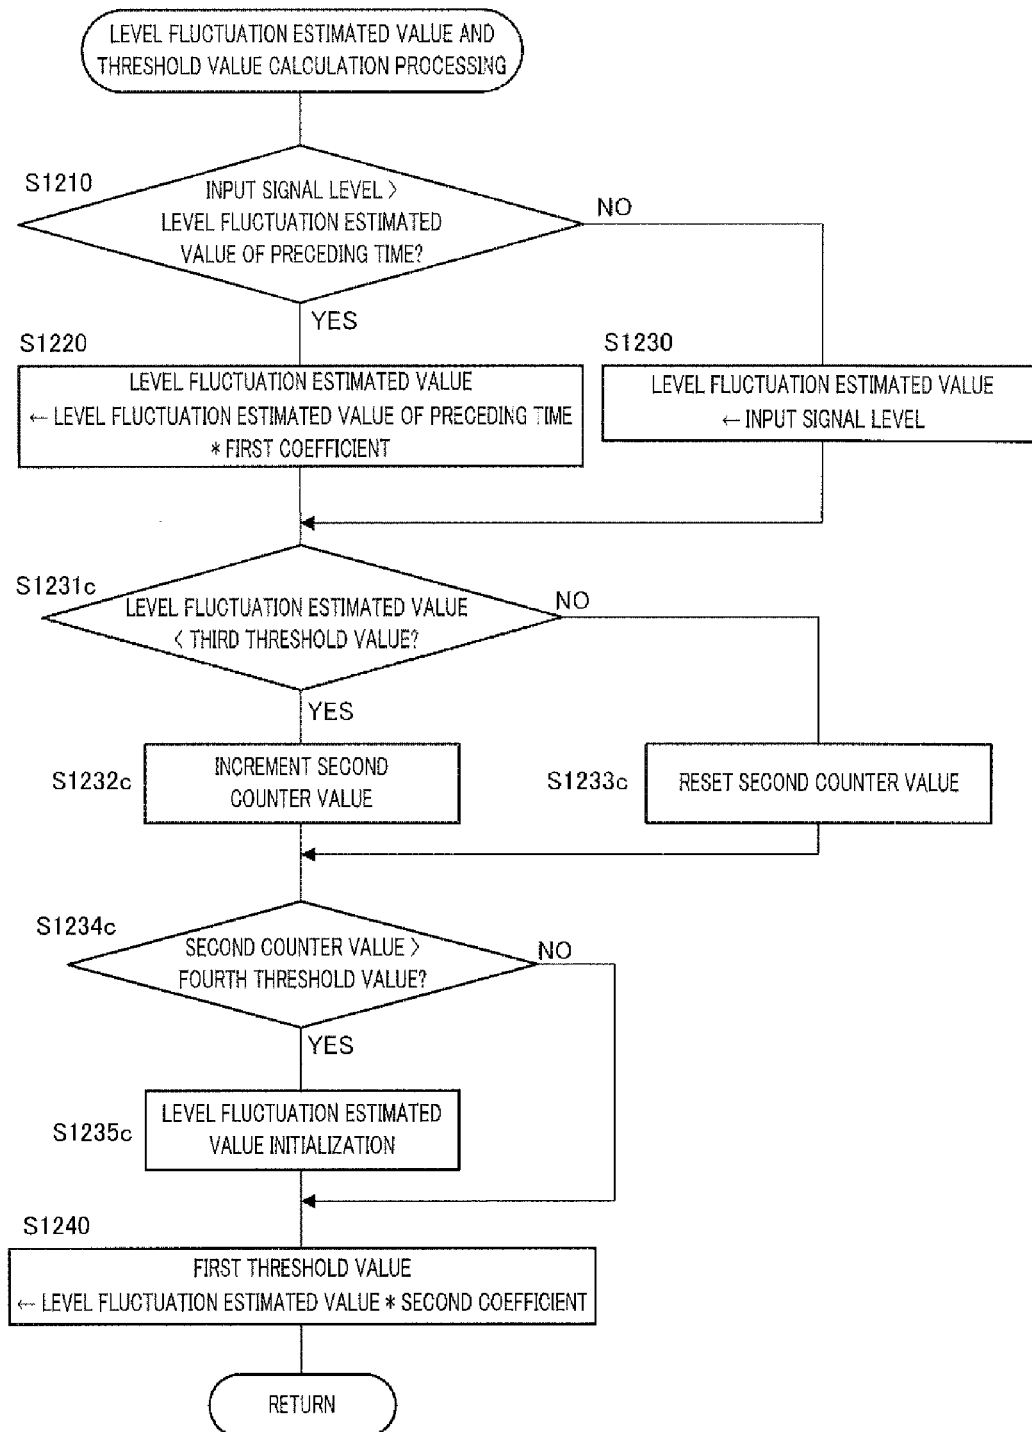 LEVEL FLUCTUATION ESTIMATED VALUE AND
THRESHOLD VALUE CALCULATION PROCESSING
S1210
INPUT SIGNAL LEVEL >
LEVEL FLUCTUATION ESTIMATED
VALUE OF PRECEDING TIME?
NO
YES
S1220
LEVEL FLUCTUATION ESTIMATED VALUE
← LEVEL FLUCTUATION ESTIMATED VALUE OF PRECEDING TIME
* FIRST COEFFICIENT
S1230
LEVEL FLUCTUATION ESTIMATED VALUE
← INPUT SIGNAL LEVEL
S1231c
LEVEL FLUCTUATION ESTIMATED VALUE
< THIRD THRESHOLD VALUE?
NO
YES
S1232c
INCREMENT SECOND
COUNTER VALUE
S1233c
RESET SECOND COUNTER VALUE
S1234c
SECOND COUNTER VALUE >
FOURTH THRESHOLD VALUE?
NO
YES
S1235c
LEVEL FLUCTUATION ESTIMATED
VALUE INITIALIZATION
S1240
FIRST THRESHOLD VALUE
← LEVEL FLUCTUATION ESTIMATED VALUE * SECOND COEFFICIENT
RETURN